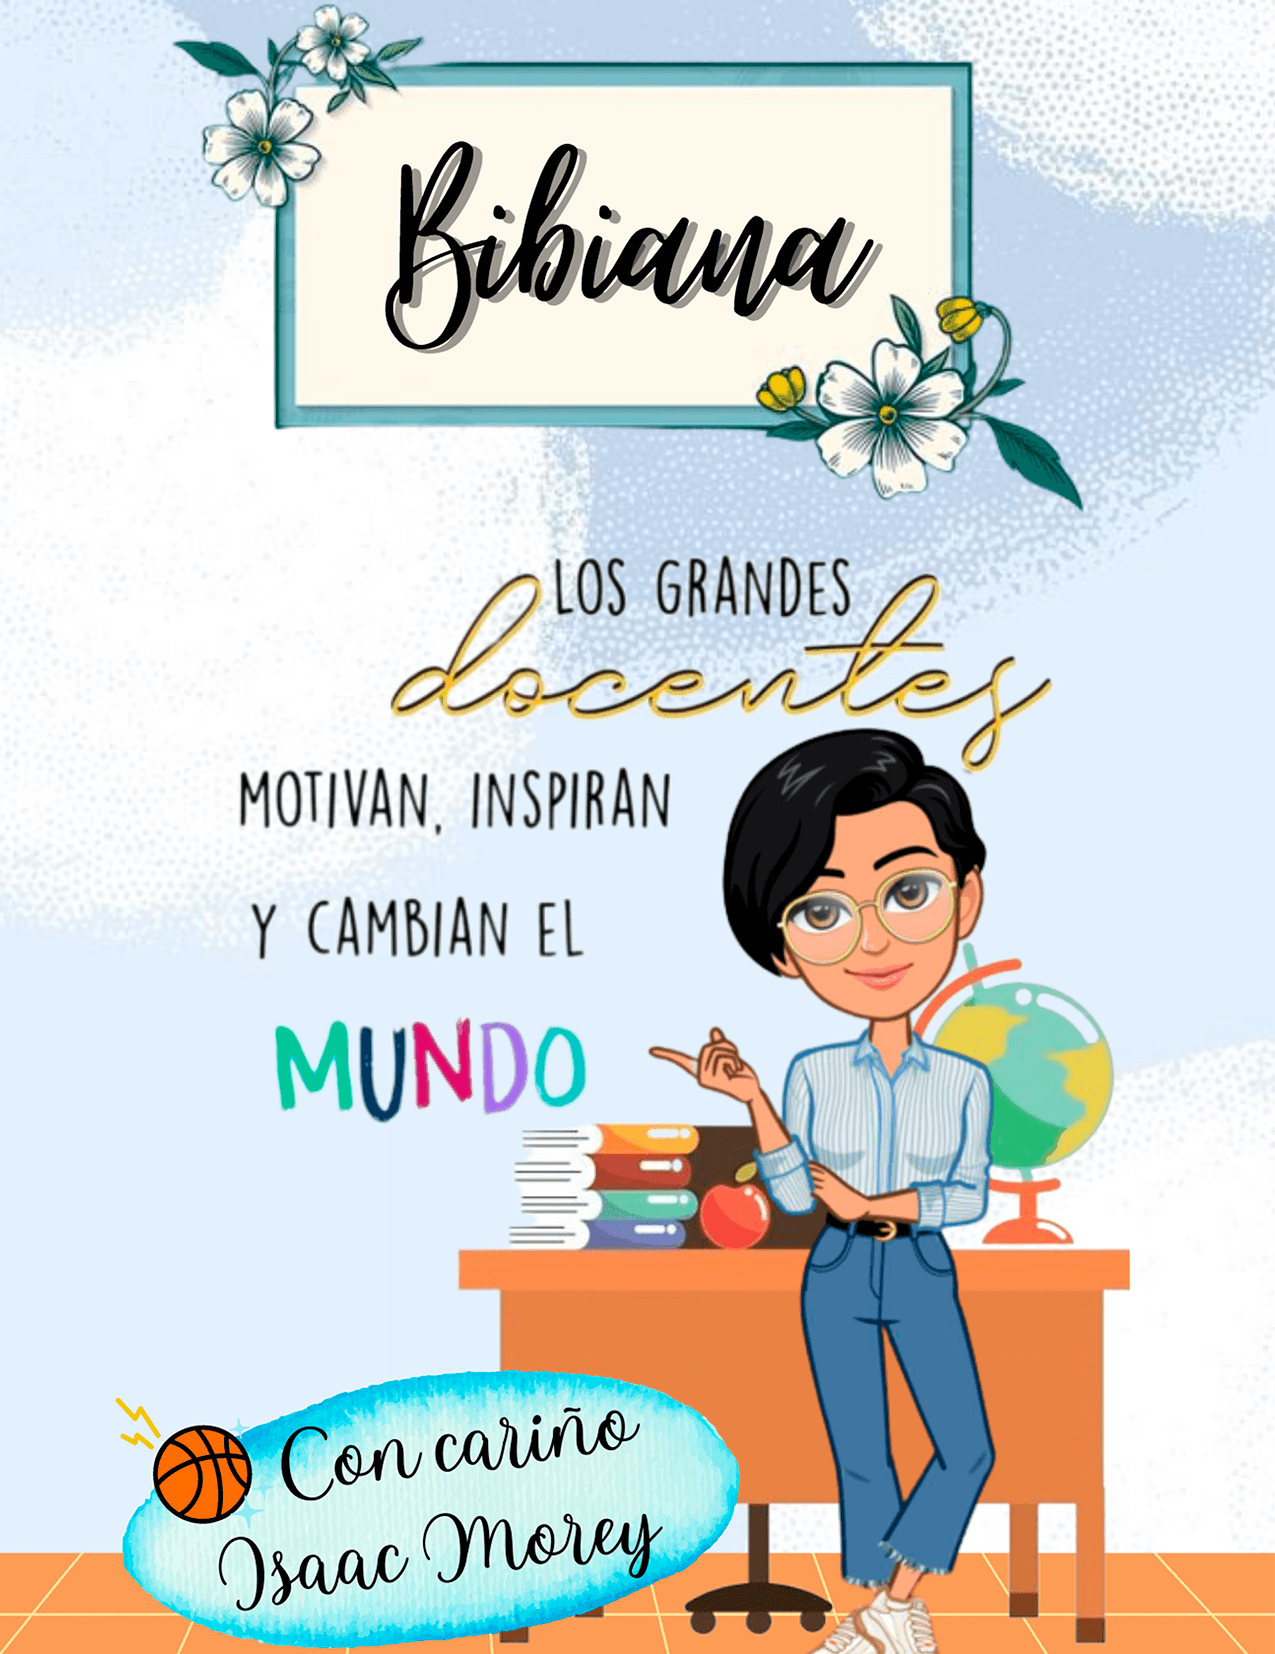 Bibiana
LOS GRANDES
docentes
MOTIVAN, INSPIRAN
Y CAMBIAN EL
MUNDO
Con cariño
Isaac Morey